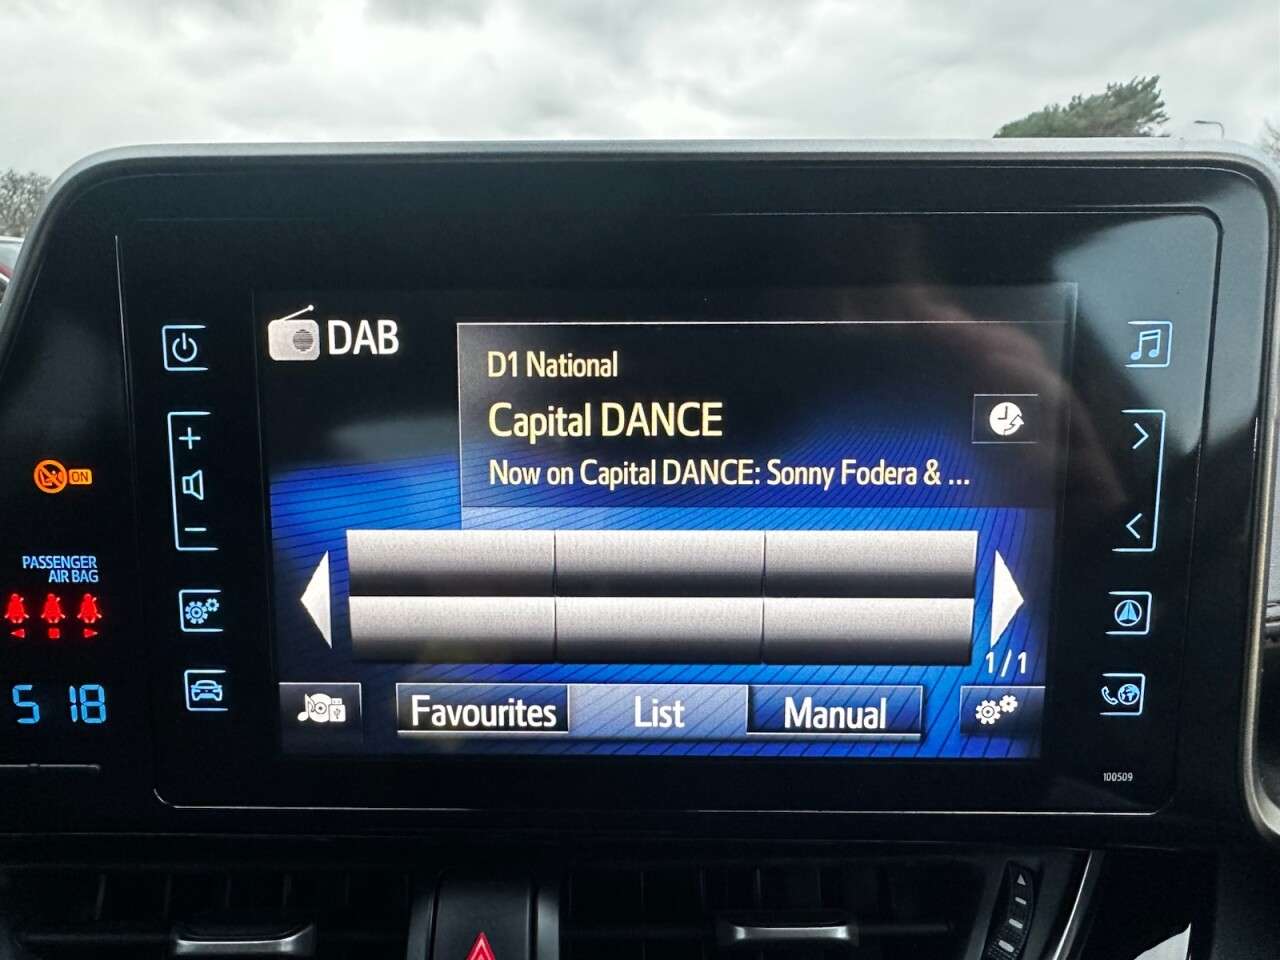 DAB
D1 National
Capital DANCE
Now on Capital DANCE: Sonny Fodera & ...
ON
PASSENGER
AIR BAG
5 18
1/1
Favourites
List
Manual
100509